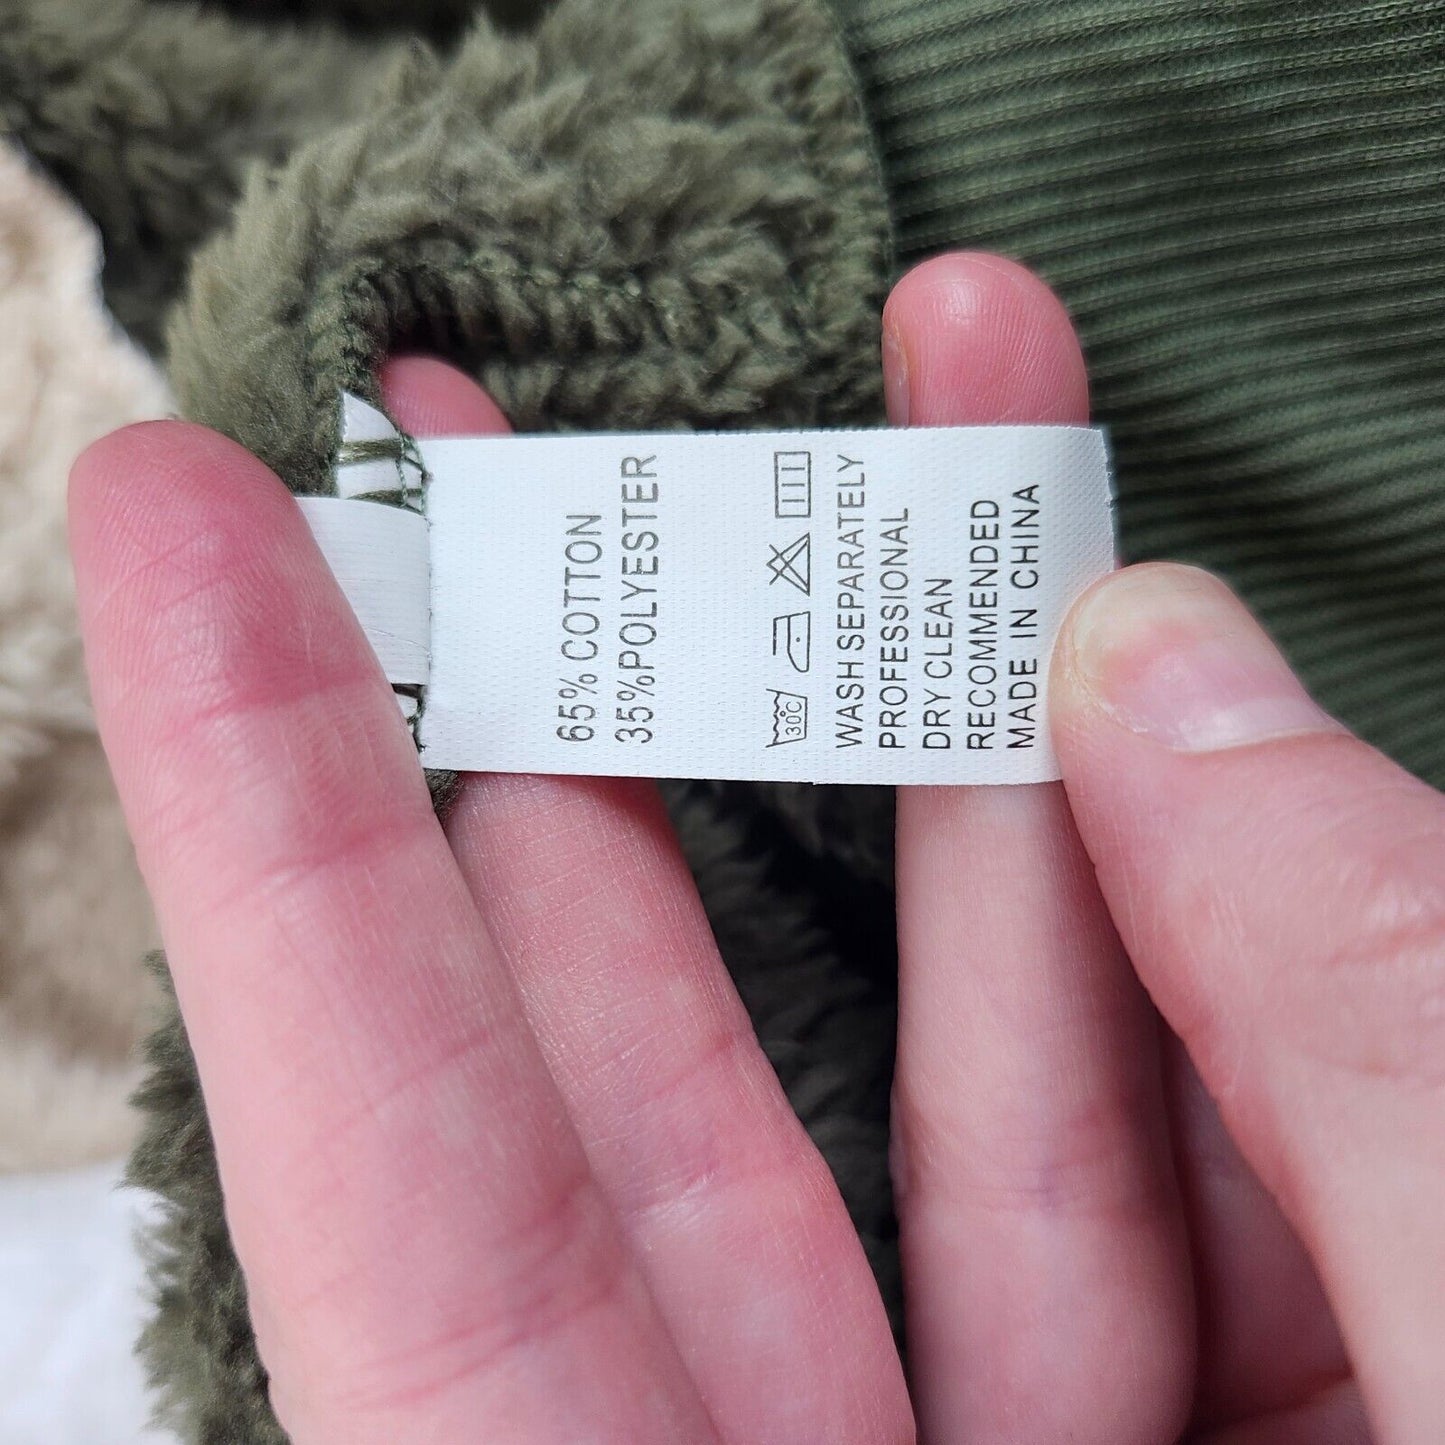 65% COTTON
35%POLYESTER
30℃
WASH SEPARATELY
PROFESSIONAL
DRY CLEAN
RECOMMENDED
MADE IN CHINA